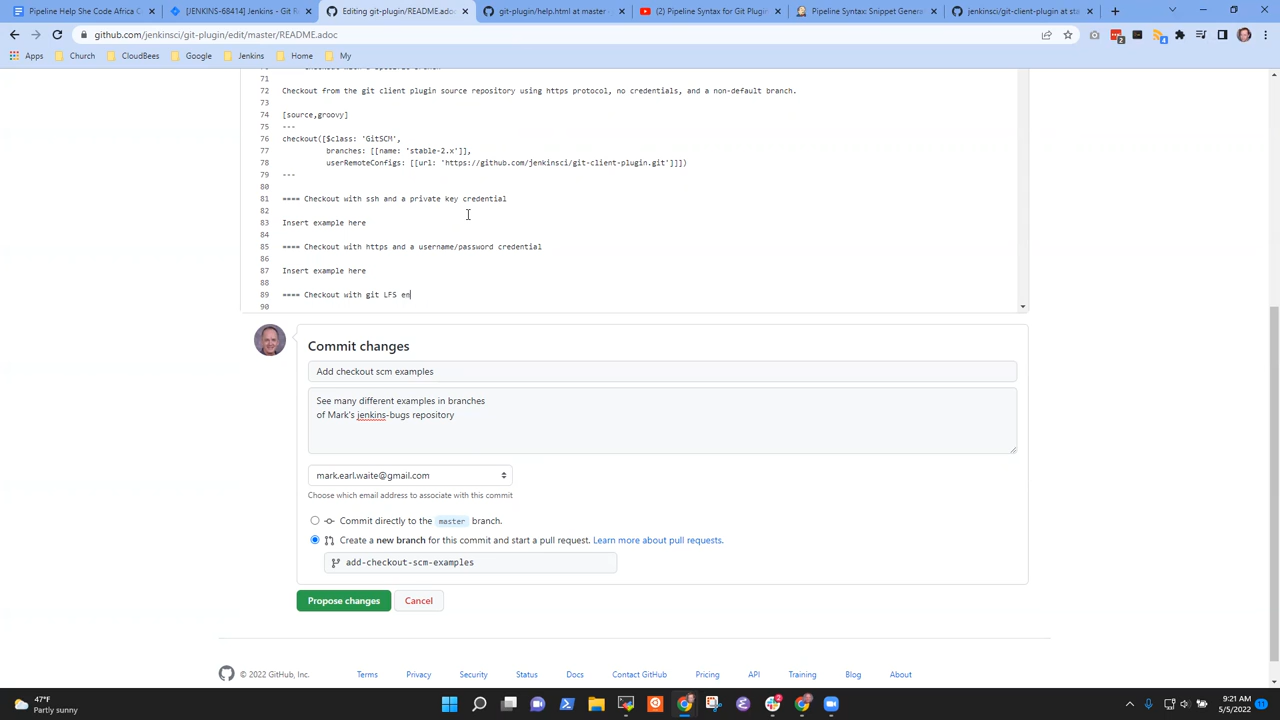 Pipeline Help She Code Africa C
[JENKINS-68414] Jenkins - Git R
Editing git-plugin/README.adoc
git-plugin/help.html at master
(2) Pipeline Syntax for Git Plugin
Pipeline Syntax: Snippet Genera
jenkinsci/git-client-plugin at sta
github.com/jenkinsci/git-plugin/edit/master/README.adoc
Apps
Church
CloudBees
Google
Jenkins
Home
My
71
72 Checkout from the git client plugin source repository using https protocol, no credentials, and a non-default branch.
73
74 [source,groovy]
75 ---
76 checkout([$class: 'GitSCM',
77 branches: [[name: 'stable-2.x']],
78 userRemoteConfigs: [[url: 'https://github.com/jenkinsci/git-client-plugin.git']]])
79 ---
80
81 ==== Checkout with ssh and a private key credential
82
83 Insert example here
84
85 ==== Checkout with https and a username/password credential
86
87 Insert example here
88
89 ==== Checkout with git LFS en
90
Commit changes
Add checkout scm examples
See many different examples in branches
of Mark's jenkins-bugs repository
mark.earl.waite@gmail.com
Choose which email address to associate with this commit
Commit directly to the master branch.
Create a new branch for this commit and start a pull request. Learn more about pull requests.
add-checkout-scm-examples
Propose changes
Cancel
© 2022 GitHub, Inc.
Terms
Privacy
Security
Status
Docs
Contact GitHub
Pricing
API
Training
Blog
About
47°F
Partly sunny
9:21 AM
5/5/2022